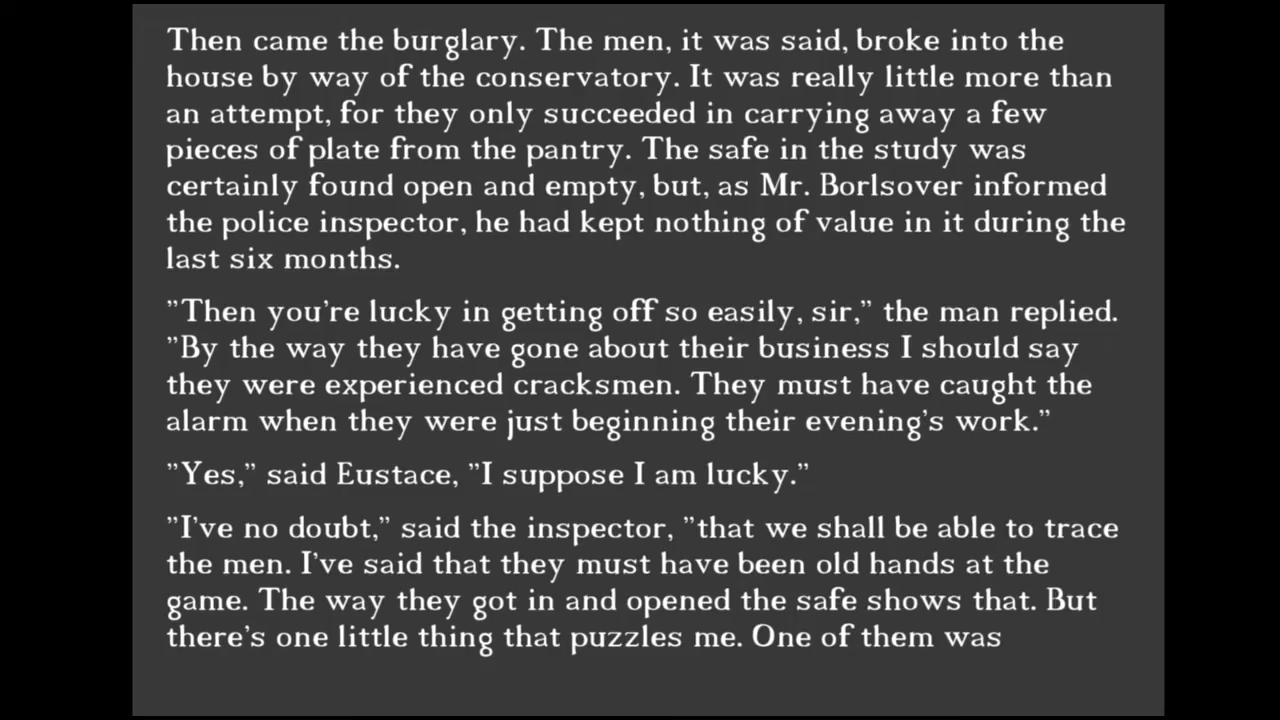 Then came the burglary. The men, it was said, broke into the
house by way of the conservatory. It was really little more than
an attempt, for they only succeeded in carrying away a few
pieces of plate from the pantry. The safe in the study was
certainly found open and empty, but, as Mr. Borlsover informed
the police inspector, he had kept nothing of value in it during the
last six months.
”Then you’re lucky in getting off so easily, sir,” the man replied.
”By the way they have gone about their business I should say
they were experienced cracksmen. They must have caught the
alarm when they were just beginning their evening’s work.”
”Yes,” said Eustace, ”I suppose I am lucky.”
”I’ve no doubt,” said the inspector, ”that we shall be able to trace
the men. I’ve said that they must have been old hands at the
game. The way they got in and opened the safe shows that. But
there’s one little thing that puzzles me. One of them was